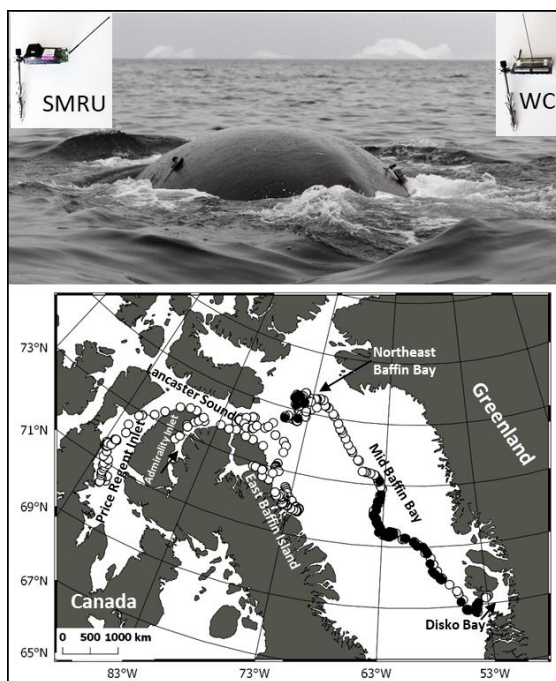 SMRU
WC
73°N
71°N
69°N
67°N
65°N
Lancaster Sound
Northeast
Baffin Bay
Greenland
Price Regent Inlet
Admirality Inlet
East Baffin Island
Mid Baffin Bay
Canada
Disko Bay
0 500 1000 km
83°W
73°W
63°W
53°W